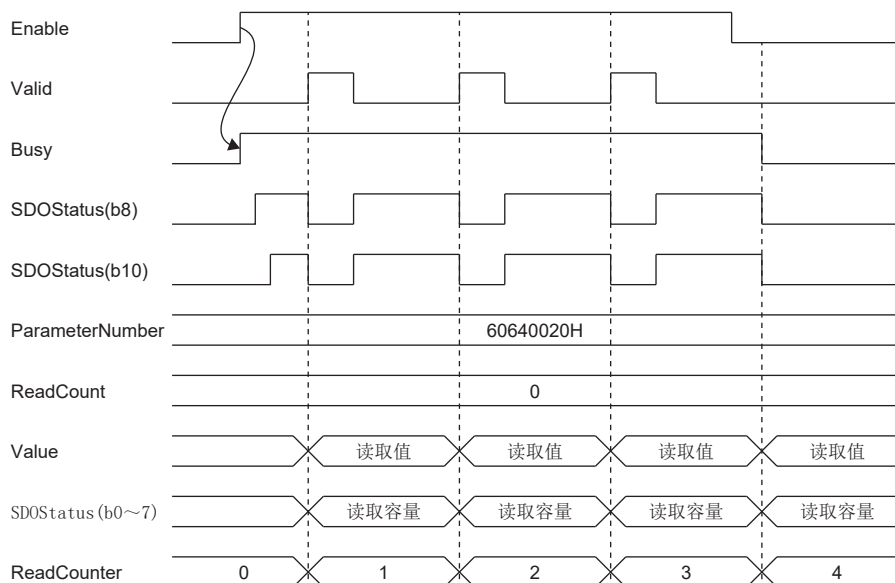 Enable
Valid
Busy
SDOStatus(b8)
SDOStatus(b10)
ParameterNumber 60640020H
ReadCount 0
Value 读取值 读取值 读取值 读取值
SDOStatus(b0～7) 读取容量 读取容量 读取容量 读取容量
ReadCounter 0 1 2 3 4